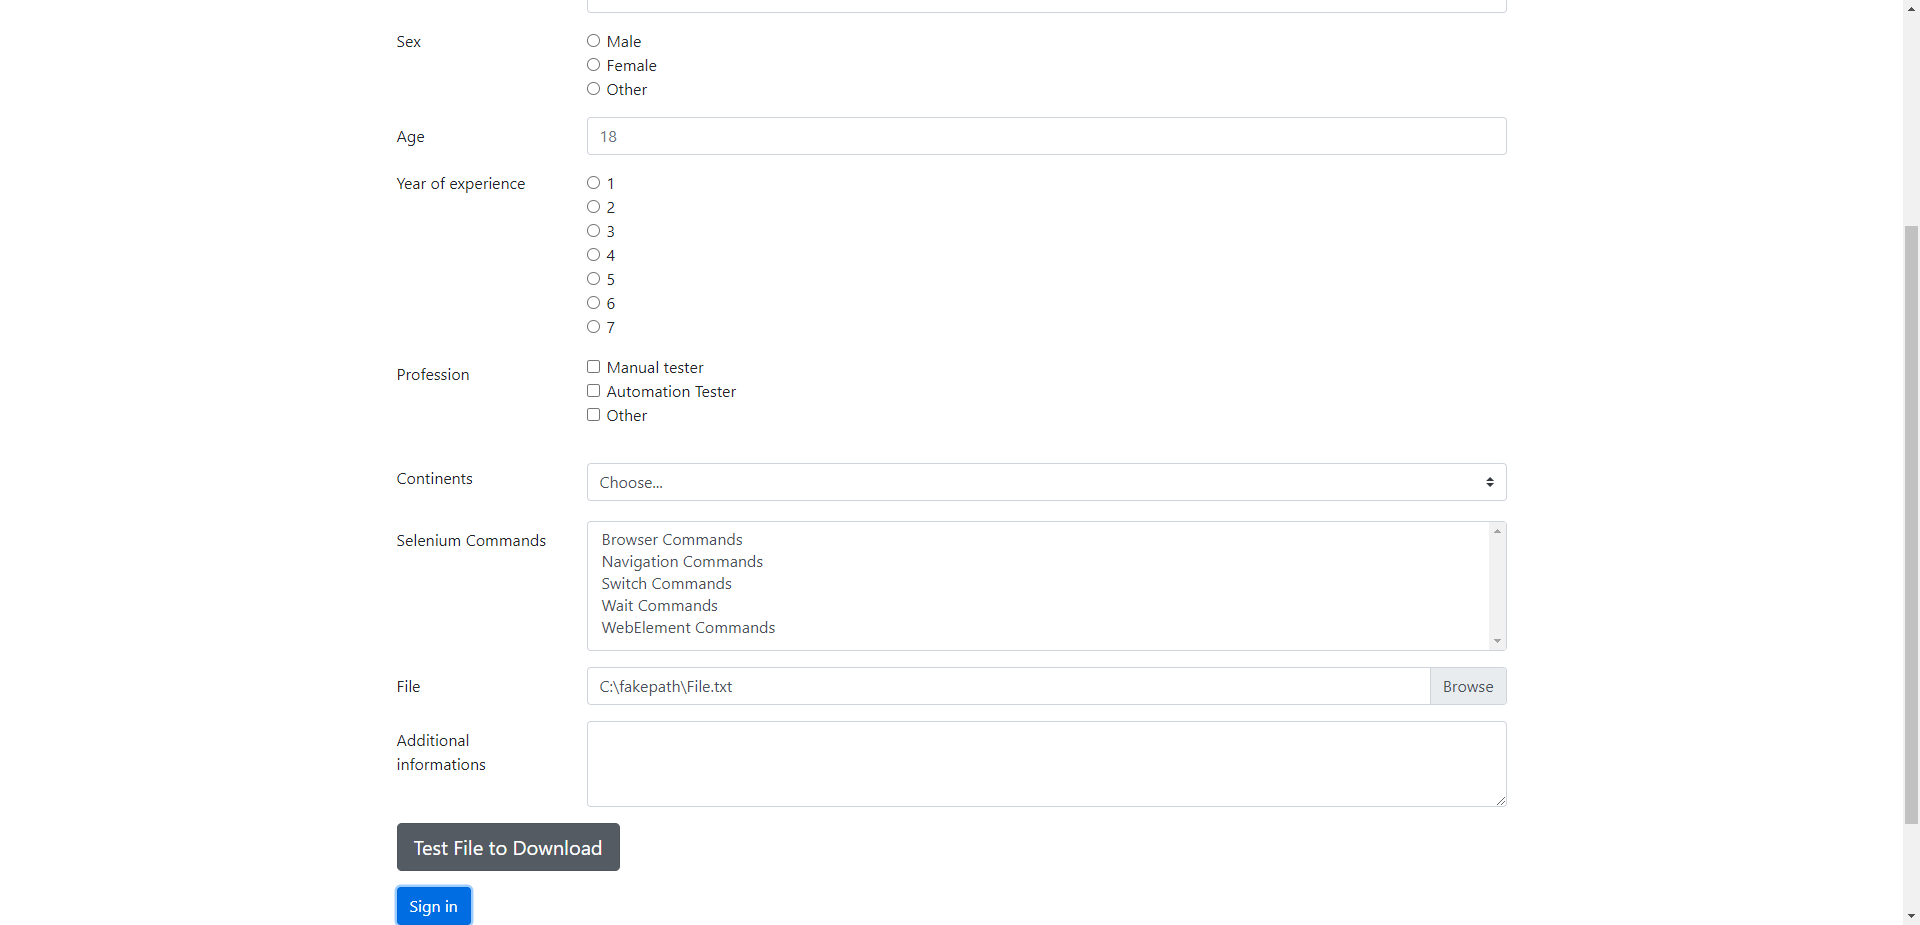 Sex
Male
Female
Other
Age
18
Year of experience
1
2
3
4
5
6
7
Profession
Manual tester
Automation Tester
Other
Continents
Choose...
Selenium Commands
Browser Commands
Navigation Commands
Switch Commands
Wait Commands
WebElement Commands
File
C:\fakepath\File.txt
Browse
Additional
informations
Test File to Download
Sign in